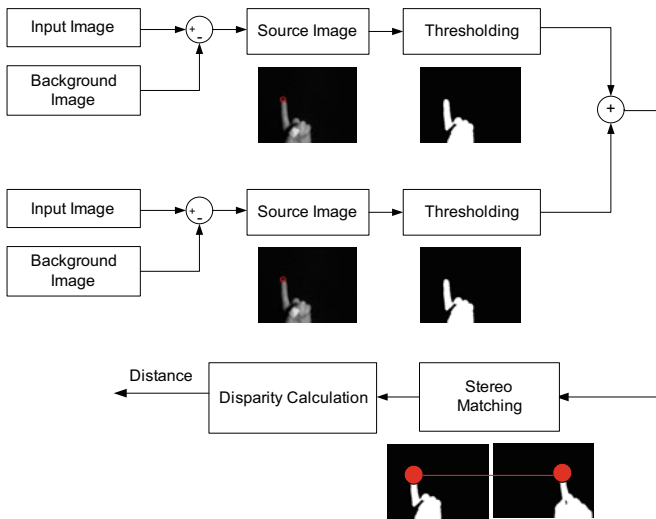 Input Image
+
-
Source Image
Thresholding
Background
Image
+
Input Image
+
-
Source Image
Thresholding
Background
Image
Distance
Disparity Calculation
Stereo
Matching